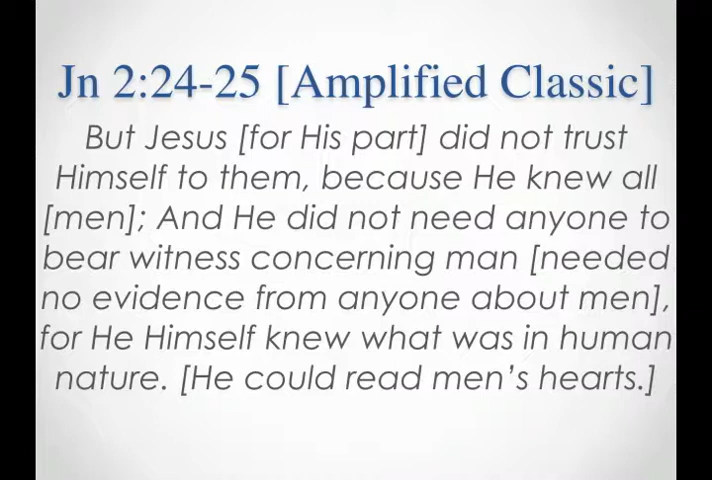 Jn 2:24-25 [Amplified Classic]
But Jesus [for His part] did not trust
Himself to them, because He knew all
[men]; And He did not need anyone to
bear witness concerning man [needed
no evidence from anyone about men],
for He Himself knew what was in human
nature. [He could read men’s hearts.]